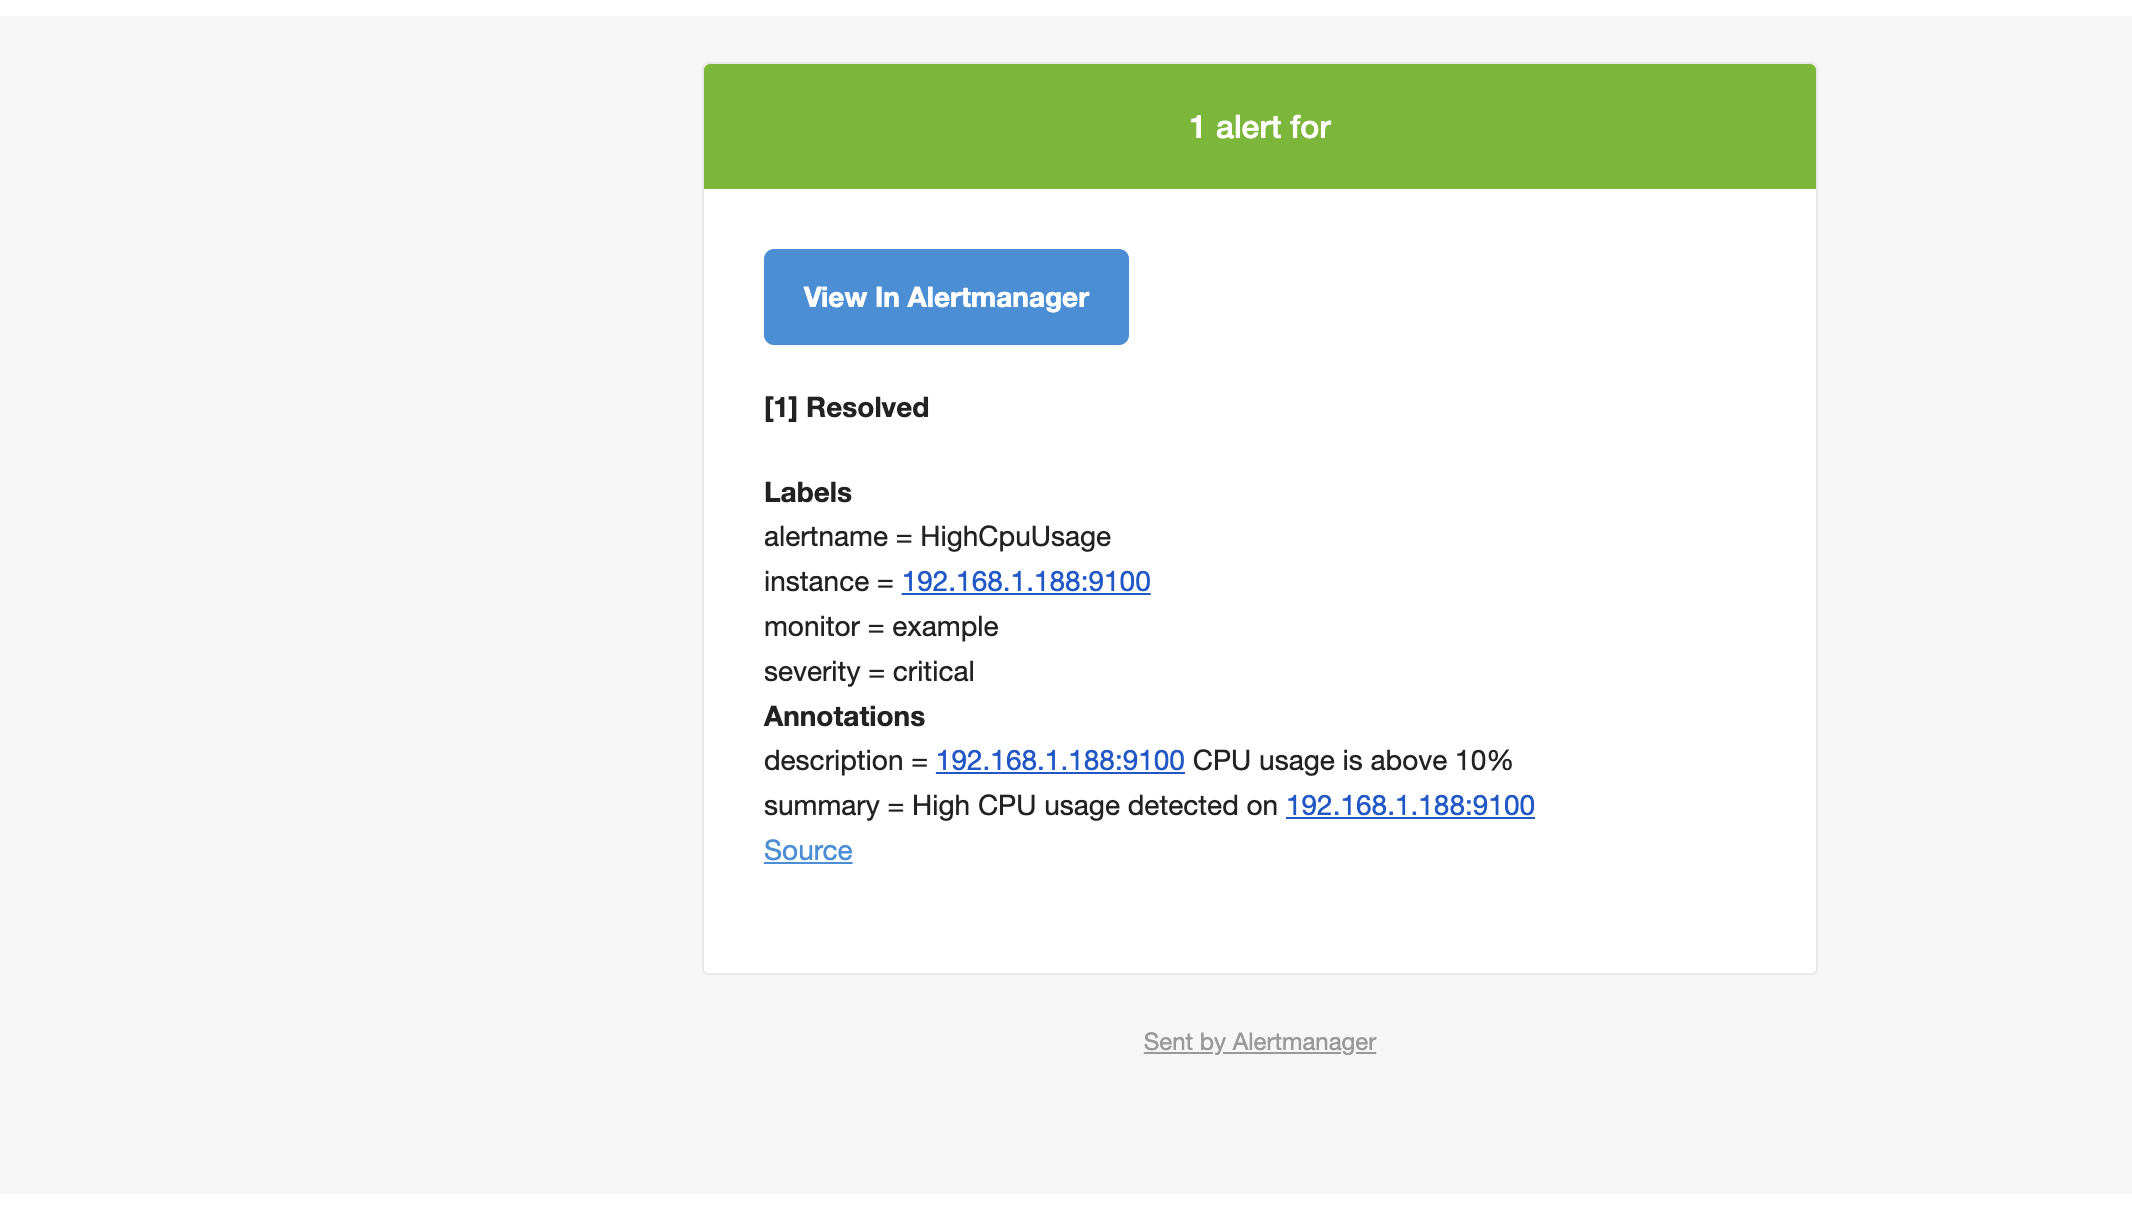 1 alert for
View In Alertmanager
[1] Resolved
Labels
alertname = HighCpuUsage
instance = 192.168.1.188:9100
monitor = example
severity = critical
Annotations
description = 192.168.1.188:9100 CPU usage is above 10%
summary = High CPU usage detected on 192.168.1.188:9100
Source
Sent by Alertmanager